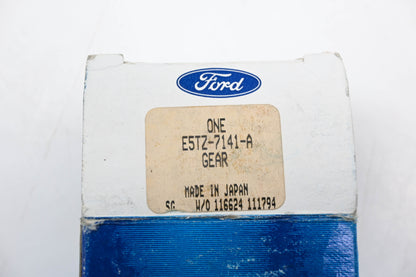 Ford
ONE
E5TZ-7141-A
GEAR
MADE IN JAPAN
SG W/O 116624 111794